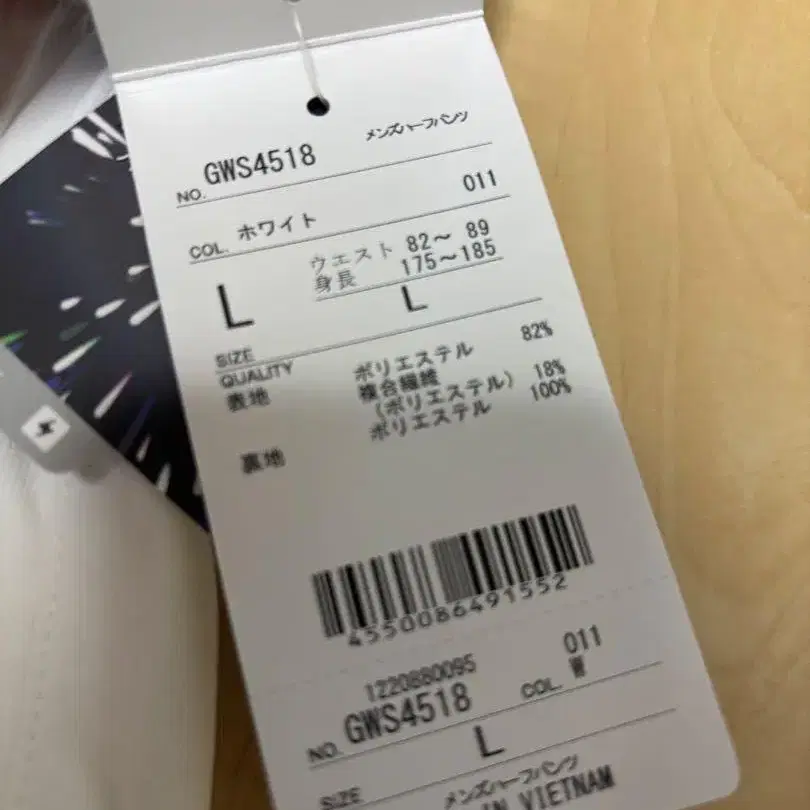 NO. GWS4518 メンズハーフパンツ
COL. ホワイト 011
ウエスト 82～ 89
身長 175～185
SIZE L L
QUALITY
表地 ポリエステル 82%
複合繊維 18%
(ポリエステル)
裏地 ポリエステル 100%
4550086491552
1220880095
NO. GWS4518 COL. 011 W
SIZE L
メンズハーフパンツ
IN VIETNAM